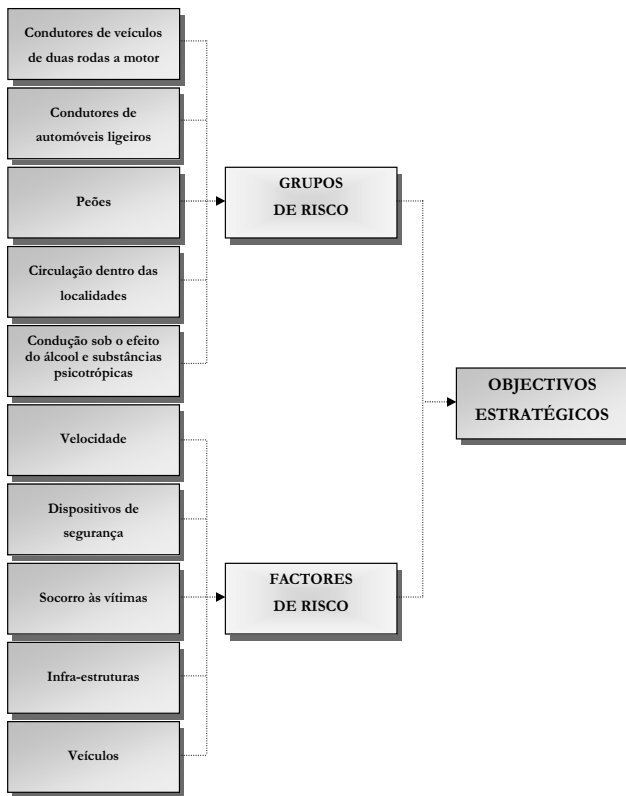 Condutores de veículos
de duas rodas a motor
Condutores de
automóveis ligeiros
Peões
Circulação dentro das
localidades
Condução sob o efeito
do álcool e substâncias
psicotrópicas
Velocidade
Dispositivos de
segurança
Socorro às vítimas
Infra-estruturas
Veículos
GRUPOS
DE RISCO
FACTORES
DE RISCO
OBJECTIVOS
ESTRATÉGICOS